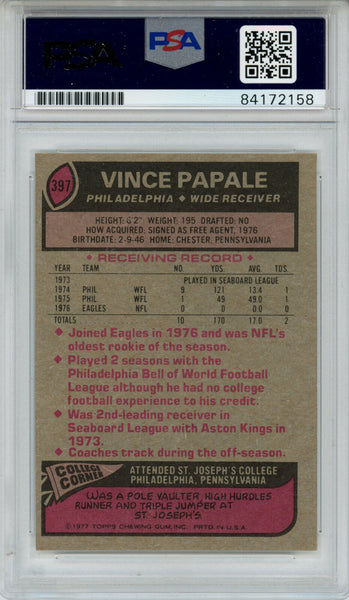 PSA
PSA
84172158
397
VINCE PAPALE
PHILADELPHIA ◆ WIDE RECEIVER
HEIGHT: 6'2" WEIGHT: 195 DRAFTED: NO
HOW ACQUIRED: SIGNED AS FREE AGENT, 1976
BIRTHDATE: 2-9-46 HOME: CHESTER, PENNSYLVANIA
RECEIVING RECORD
YEAR TEAM NO. YDS. AVG. TDS.
1973 PLAYED IN SEABOARD LEAGUE
1974 PHIL WFL 9 121 13.4 1
1975 PHIL WFL 1 49 49.0 1
1976 EAGLES NFL 0 0 0 0
TOTALS 10 170 17.0 2
◆ Joined Eagles in 1976 and was NFL's
oldest rookie of the season.
◆ Played 2 seasons with the
Philadelphia Bell of World Football
League although he had no college
football experience to his credit.
◆ Was 2nd-leading receiver in
Seaboard League with Aston Kings in
1973.
◆ Coaches track during the off-season.
COLLEGE
CORNER
ATTENDED ST. JOSEPH'S COLLEGE
PHILADELPHIA, PENNSYLVANIA
WAS A POLE VAULTER HIGH HURDLES
RUNNER AND TRIPLE JUMPER AT
ST. JOSEPH'S
©1977 TOPPS CHEWING GUM, INC. PRTD. IN U.S.A.